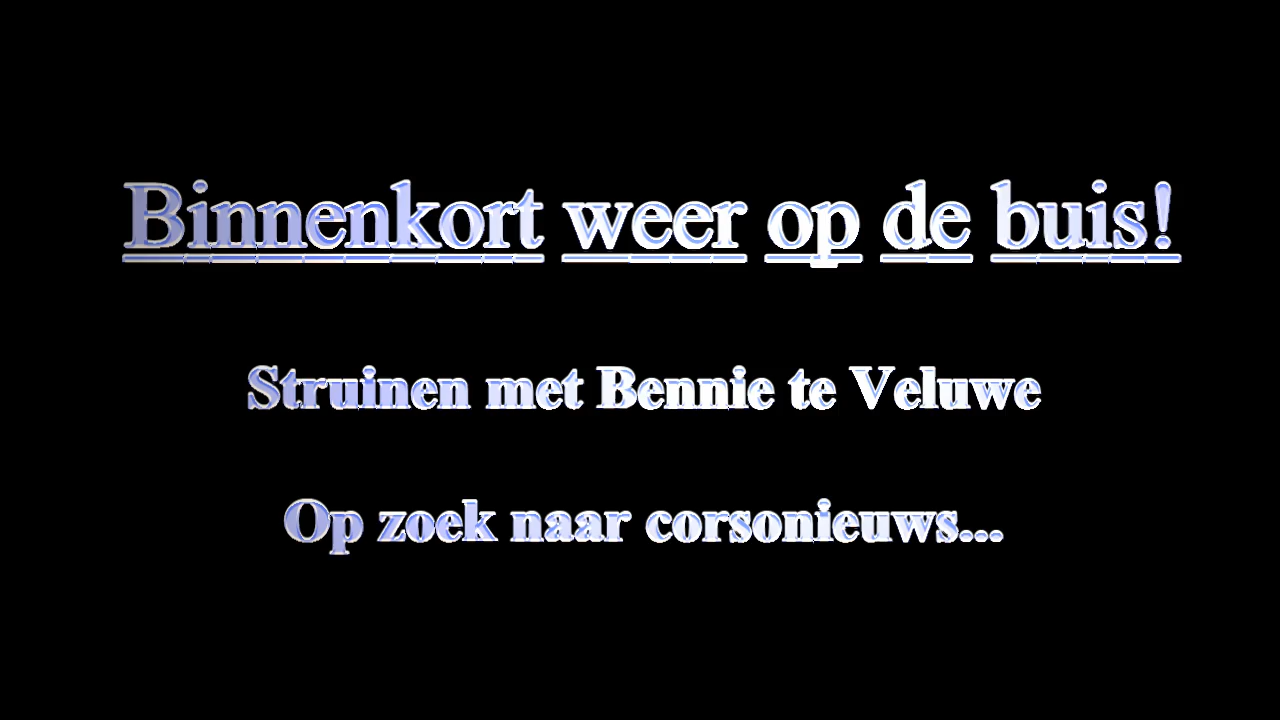 Binnenkort weer op de buis!
Struinen met Bennie te Veluwe
Op zoek naar corsonieuws...